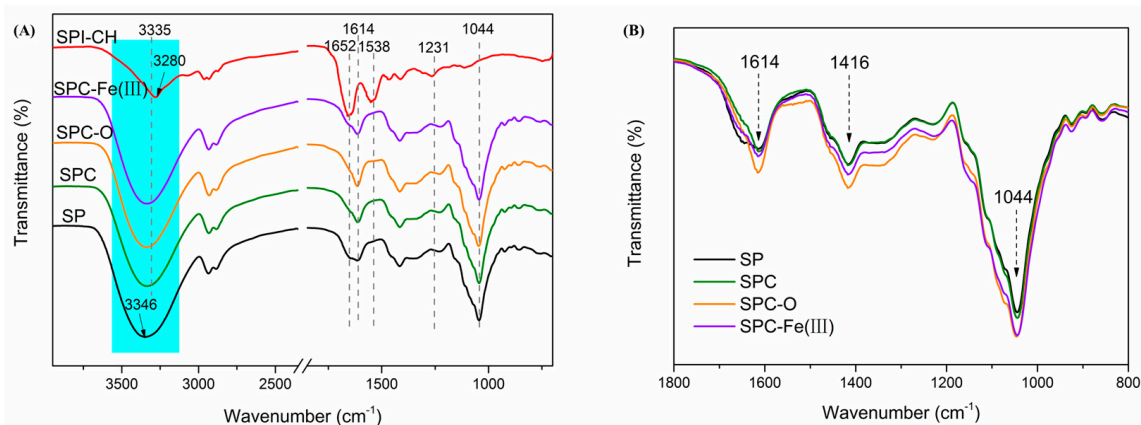 (A)
3335
1614
1044
SPI-CH
1652
1538
1231
3280
SPC-Fe(III)
SPC-O
SPC
SP
3346
Transmittance (%)
3500
3000
2500
1500
1000
Wavenumber (cm-1)
(B)
1614
1416
1044
SP
SPC
SPC-O
SPC-Fe(III)
Transmittance (%)
1800
1600
1400
1200
1000
800
Wavenumber (cm-1)